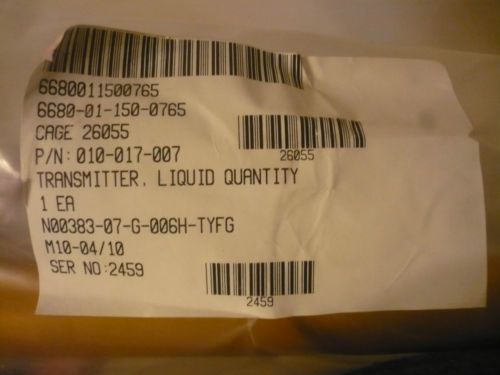 6680011500765
6680-01-150-0765
CAGE 26055
26055
P/N: 010-017-007
TRANSMITTER, LIQUID QUANTITY
1 EA
N00383-07-G-006H-TYFG
M10-04/10
SER NO:2459
2459